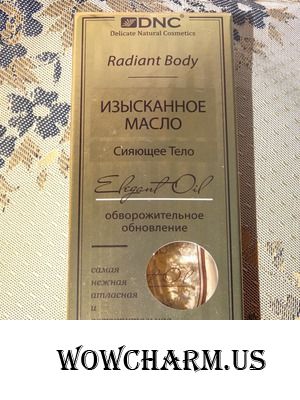 DNC
Delicate Natural Cosmetics
Radiant Body
ИЗЫСКАННОЕ
МАСЛО
Сияющее Тело
Elegant Oil
обворожительное
обновление
самая
нежная
атласная
и
WOWCHARM.US